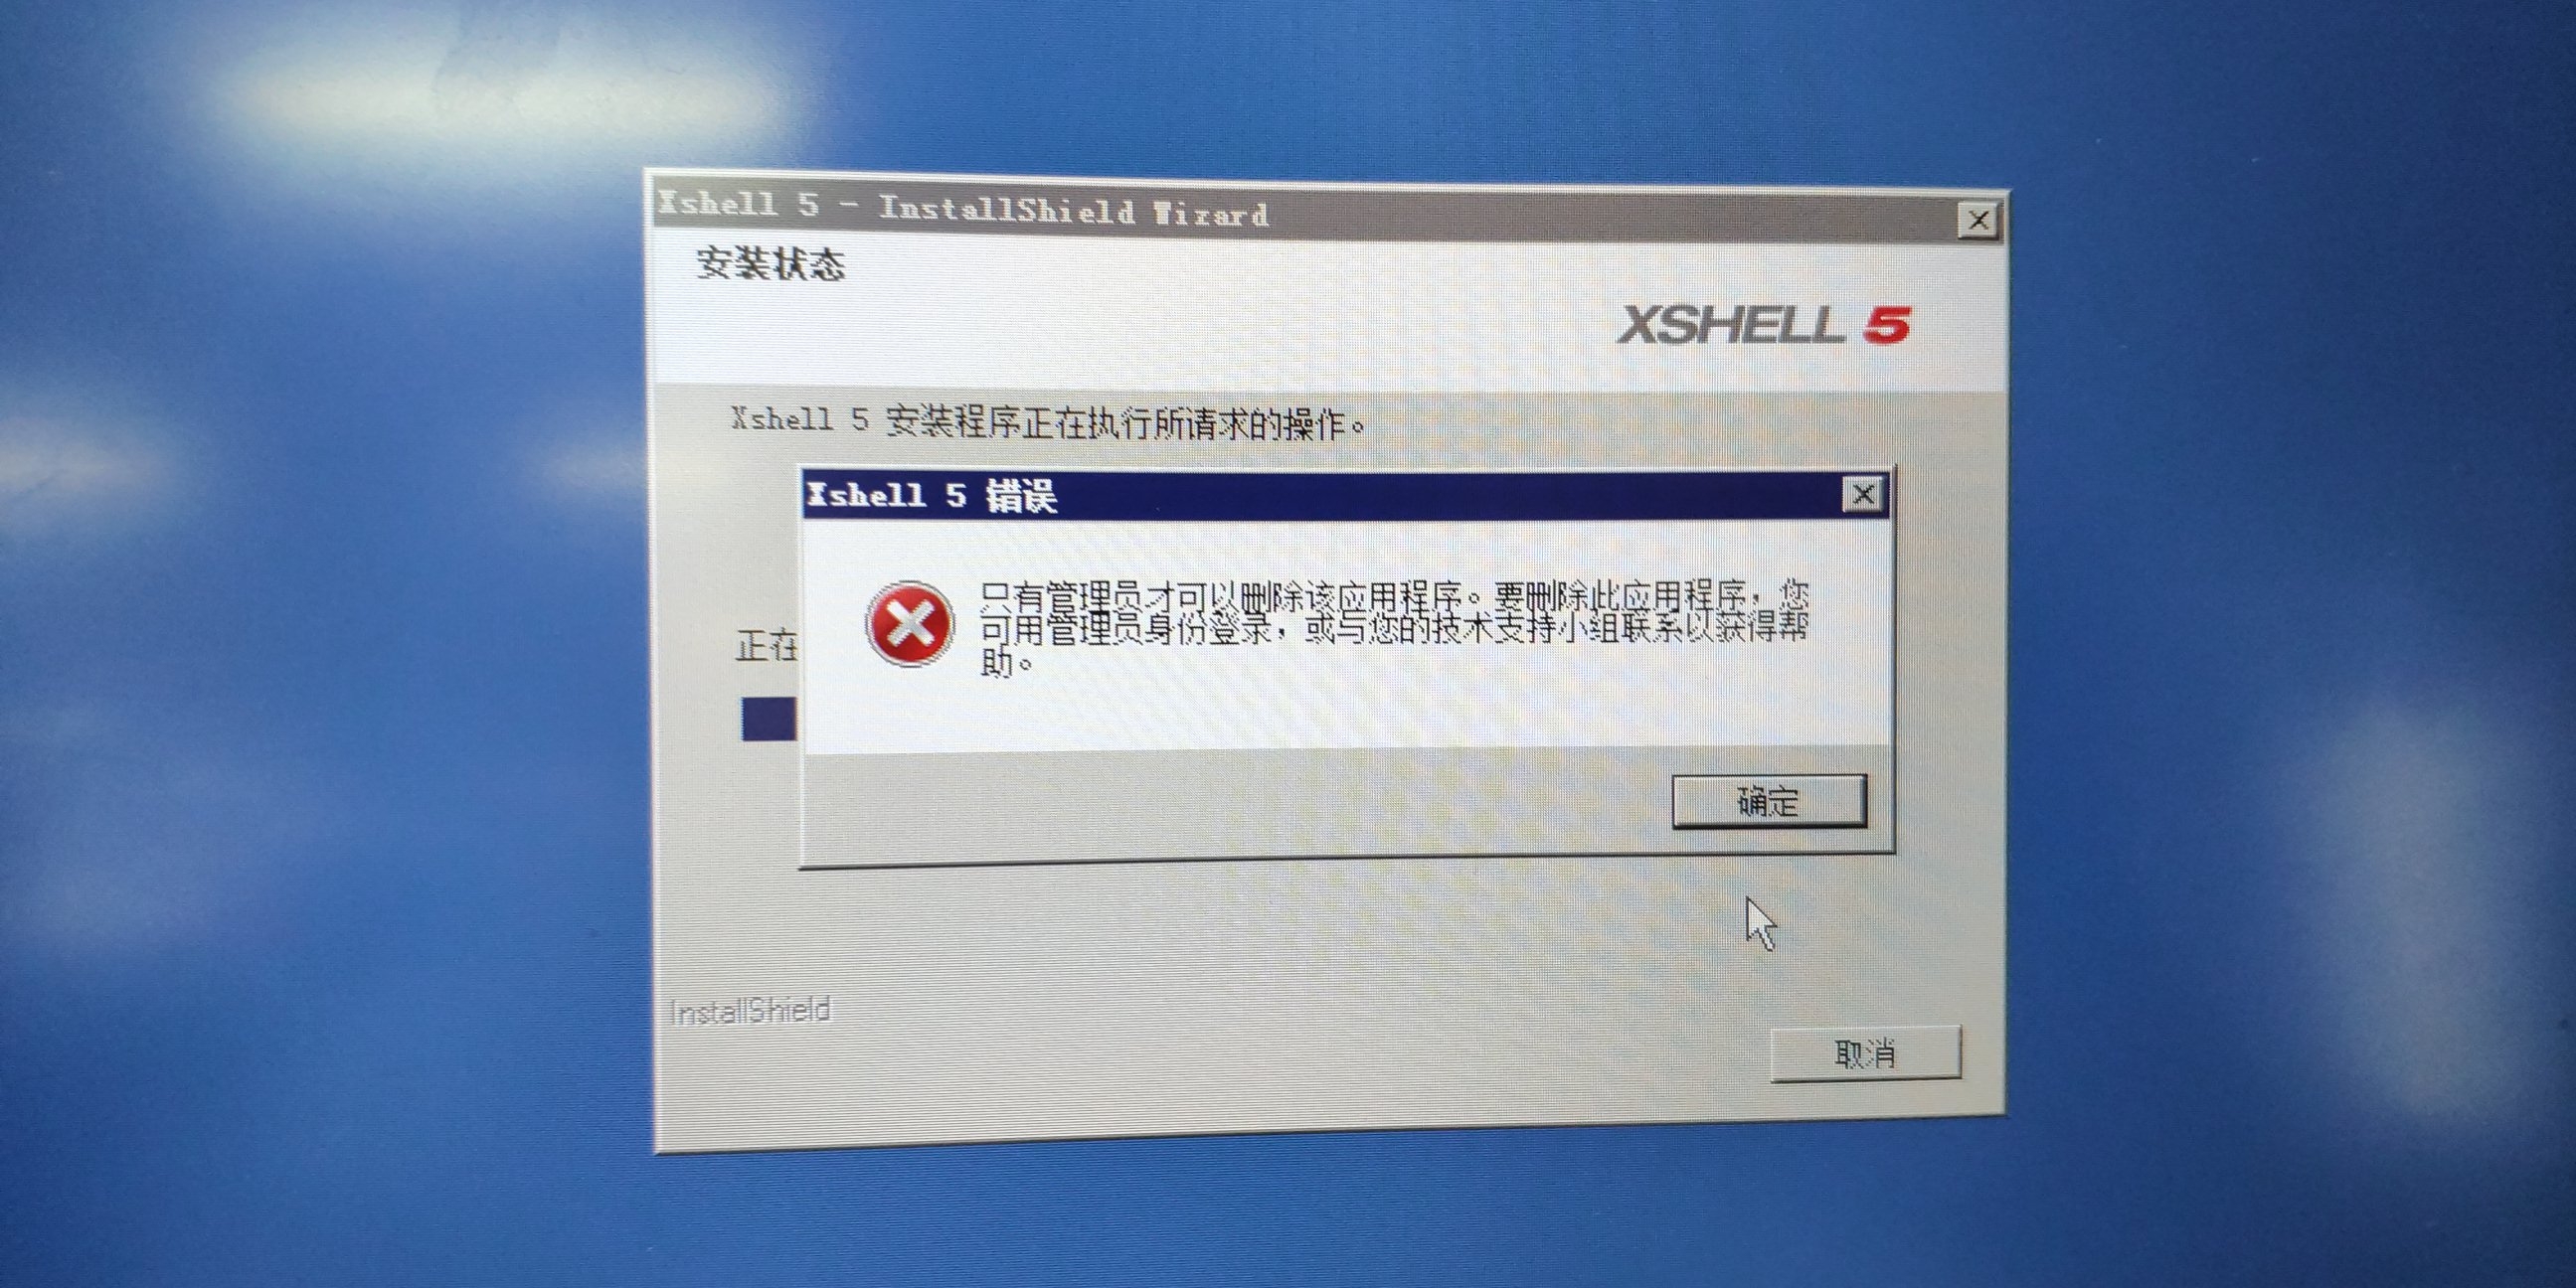 Xshell 5 - InstallShield Wizard
安装状态
XSHELL 5
Xshell 5 安装程序正在执行所请求的操作。
Xshell 5 错误
只有管理员才可以删除该应用程序。要删除此应用程序，您
可用管理员身份登录，或与您的技术支持小组联系以获得帮
助。
正在
确定
InstallShield
取消